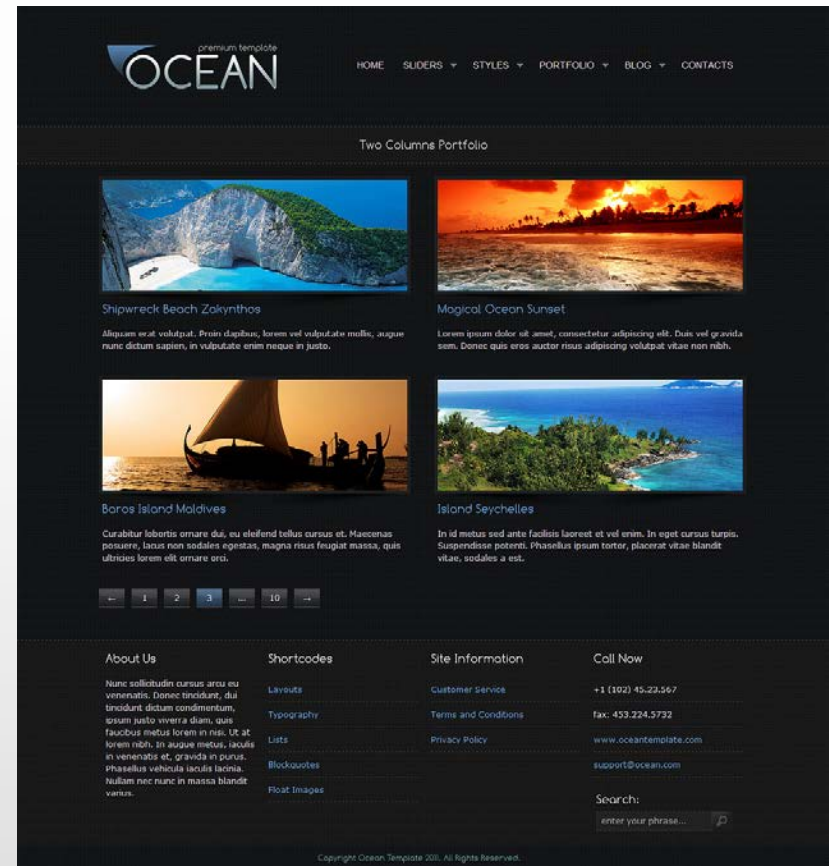 premium template
OCEAN
HOME SLIDERS STYLES PORTFOLIO BLOG CONTACTS
Two Columns Portfolio
Shipwreck Beach Zakynthos
Aliquam erat volutpat. Proin dapibus, lorem vel vulputate mollis, augue
nunc dictum sapien, in vulputate enim neque in justo.
Magical Ocean Sunset
Lorem ipsum dolor sit amet, consectetur adipiscing elit. Duis vel gravida
sem. Donec quis eros auctor risus adipiscing volutpat vitae non nibh.
Baros Island Maldives
Curabitur lobortis ornare dui, eu eleifend tellus cursus et. Maecenas
posuere, lacus non sodales egestas, magna risus feugiat massa, quis
ultricies lorem elit ornare orci.
Island Seychelles
In id metus sed ante facilisis laoreet et vel enim. In eget cursus turpis.
Suspendisse potenti. Phasellus ipsum tortor, placerat vitae blandit
vitae, sodales a est.
← 1 2 3 ... 10 →
About Us
Nunc sollicitudin cursus arcu eu
venenatis. Donec tincidunt, dui
tincidunt dictum condimentum,
ipsum justo viverra diam, quis
faucibus metus lorem in nisi. Ut at
lorem nibh. In augue metus, iaculis
in venenatis et, gravida in purus.
Phasellus vehicula iaculis lacinia.
Nullam nec nunc in massa blandit
varius.
Shortcodes
Layouts
Typography
Lists
Blockquotes
Float Images
Site Information
Customer Service
Terms and Conditions
Privacy Policy
Call Now
+1 (102) 45.23.567
fax: 453.224.5732
www.oceantemplate.com
support@ocean.com
Search:
enter your phrase...
Copyright Ocean Template 2011. All Rights Reserved.